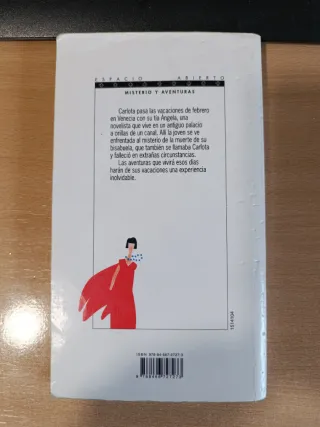 ESPACIO ABIERTO
MISTERIO Y AVENTURAS
Carlota pasa las vacaciones de febrero
en Venecia con su tía Ángela, una
novelista que vive en un antiguo palacio
a orillas de un canal. Allí la joven se ve
enfrentada al misterio de la muerte de su
bisabuela, que también se llamaba Carlota
y falleció en extrañas circunstancias.
Las aventuras que vivirá esos días
harán de sus vacaciones una experiencia
inolvidable.